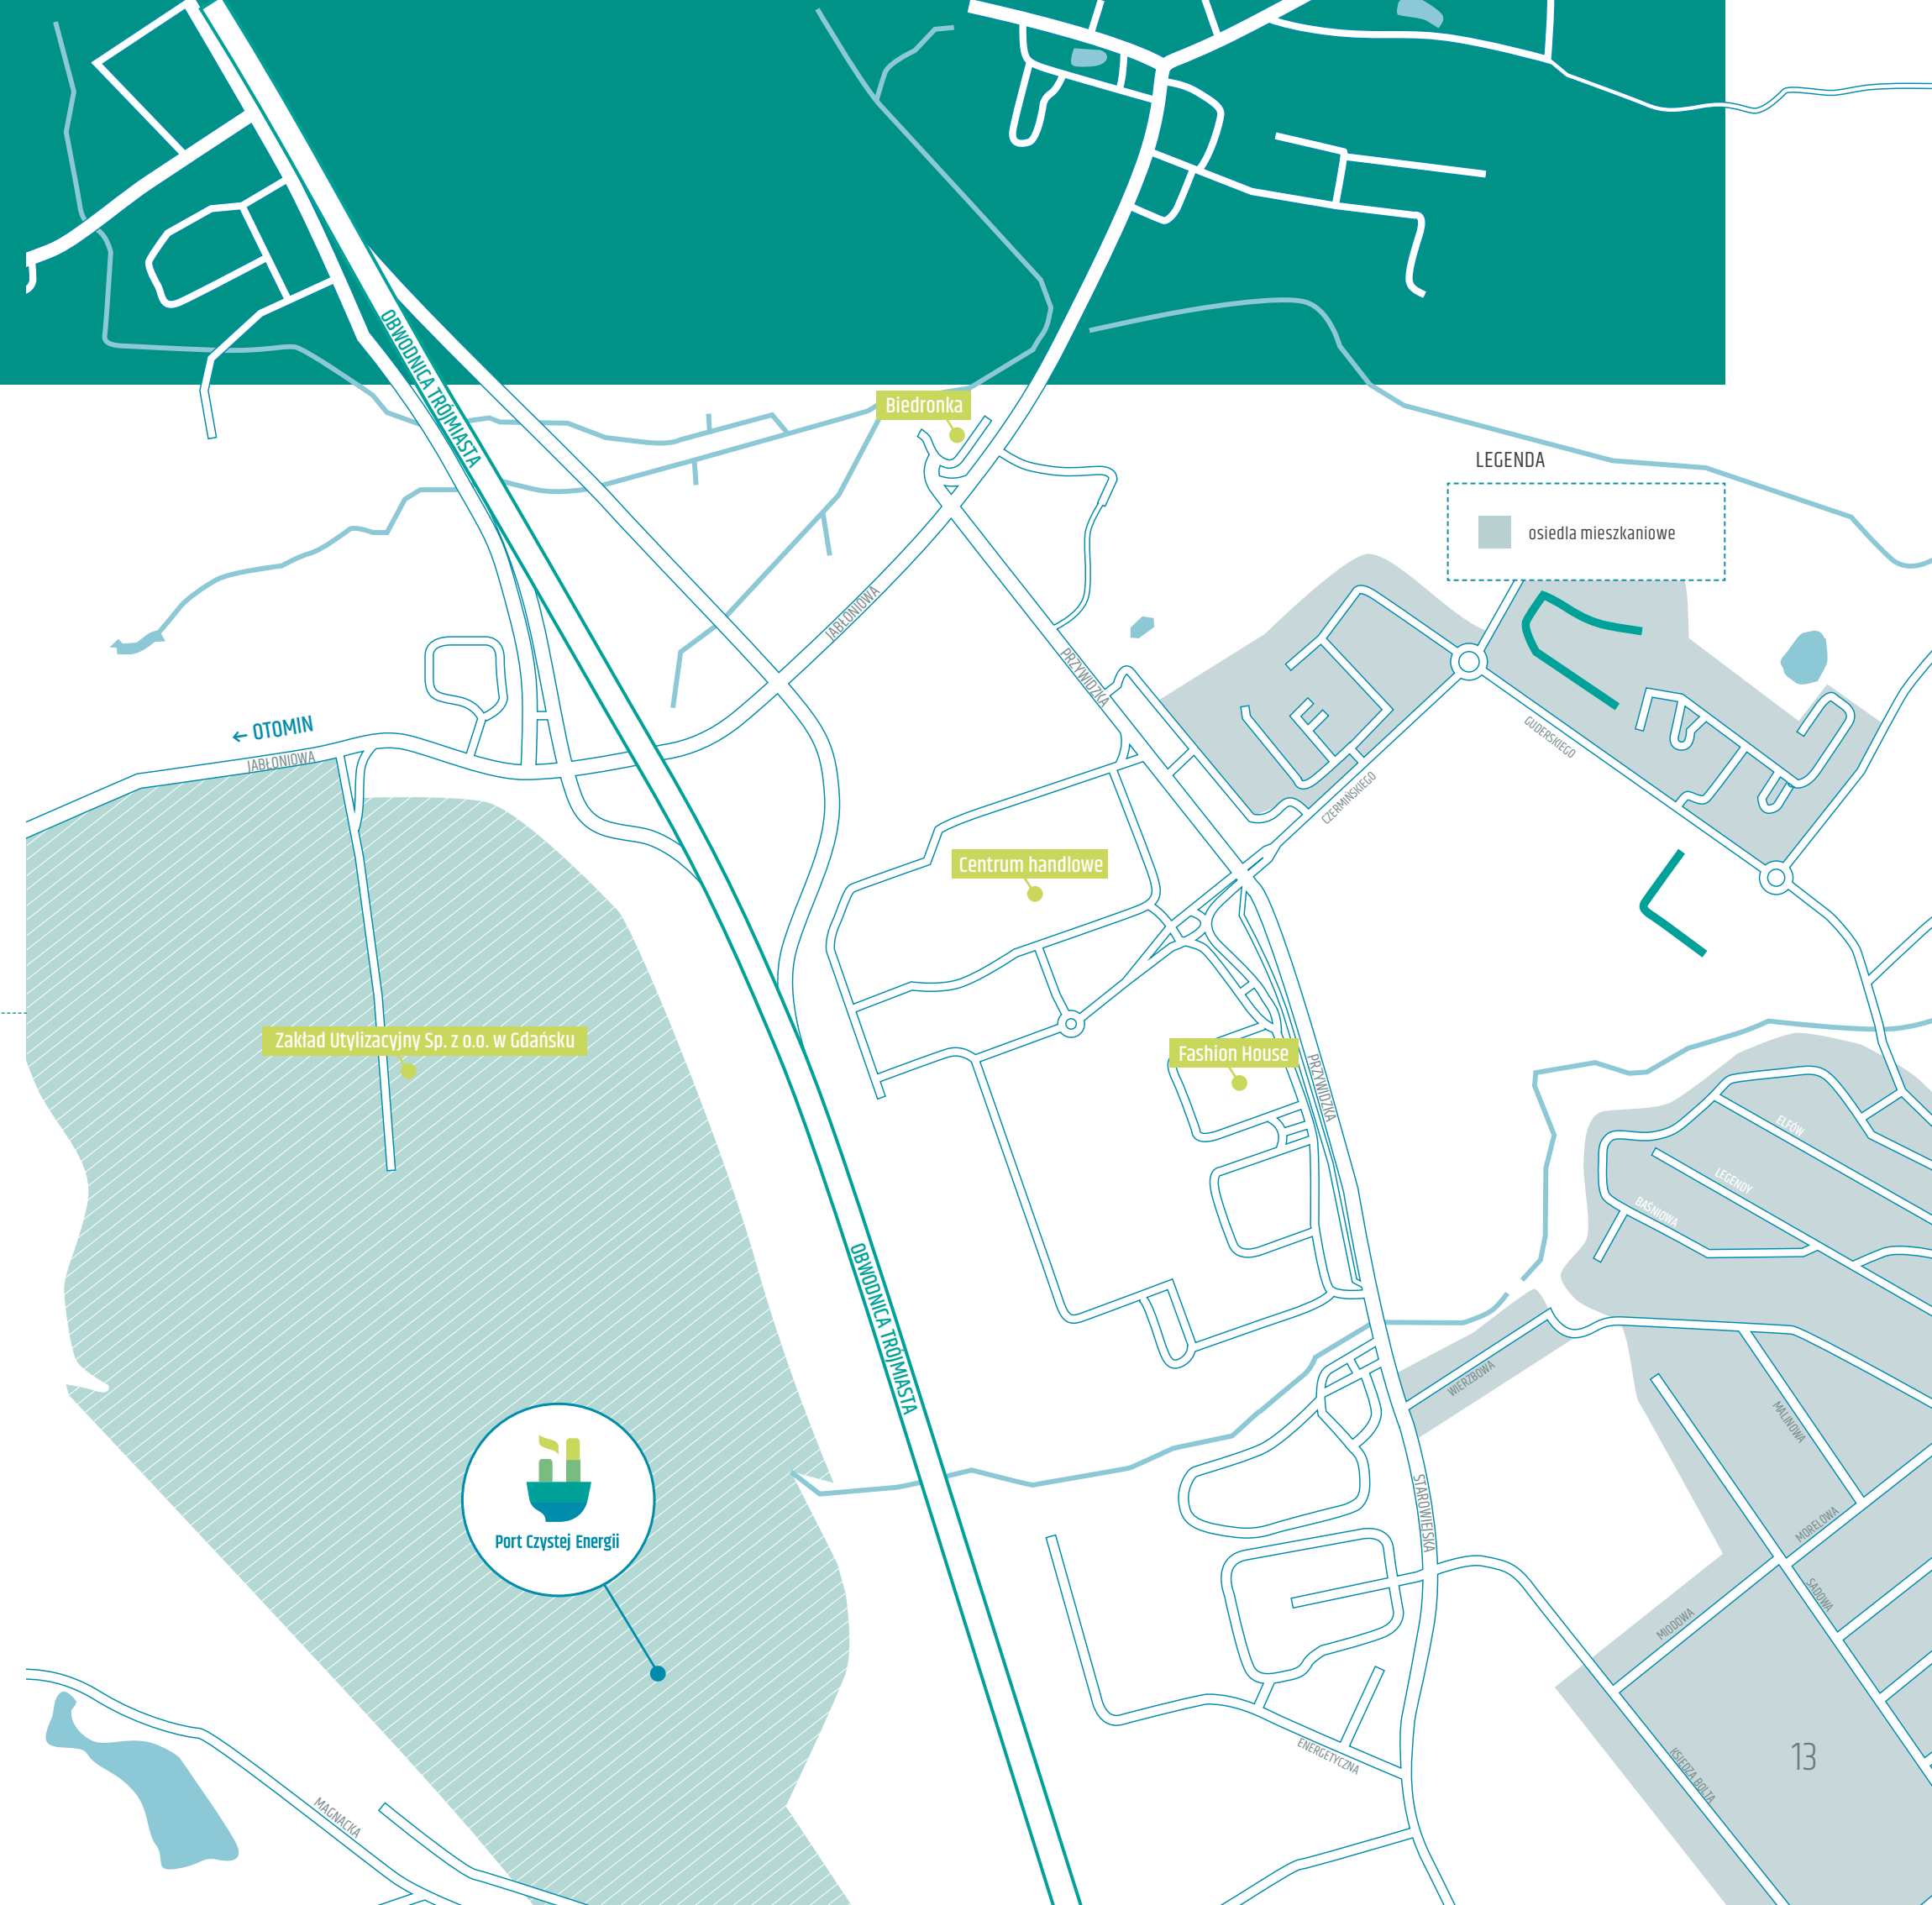 OBWODNICA TRÓJMIASTA
Biedronka
LEGENDA
osiedla mieszkaniowe
JABŁONIOWA
PRZYWIDZKA
← OTOMIN
JABŁONIOWA
GUDERSKIEGO
CZERMIŃSKIEGO
Centrum handlowe
Zakład Utylizacyjny Sp. z o.o. w Gdańsku
Fashion House
PRZYWIDZKA
ELFÓW
LEGENDY
BAŚNIOWA
OBWODNICA TRÓJMIASTA
WIERZBOWA
MALINOWA
Port Czystej Energii
STAROWIEJSKA
MORELOWA
SADOWA
MIODOWA
ENERGETYCZNA
KSIĘDZA BOLTA
13
MAGNACKA